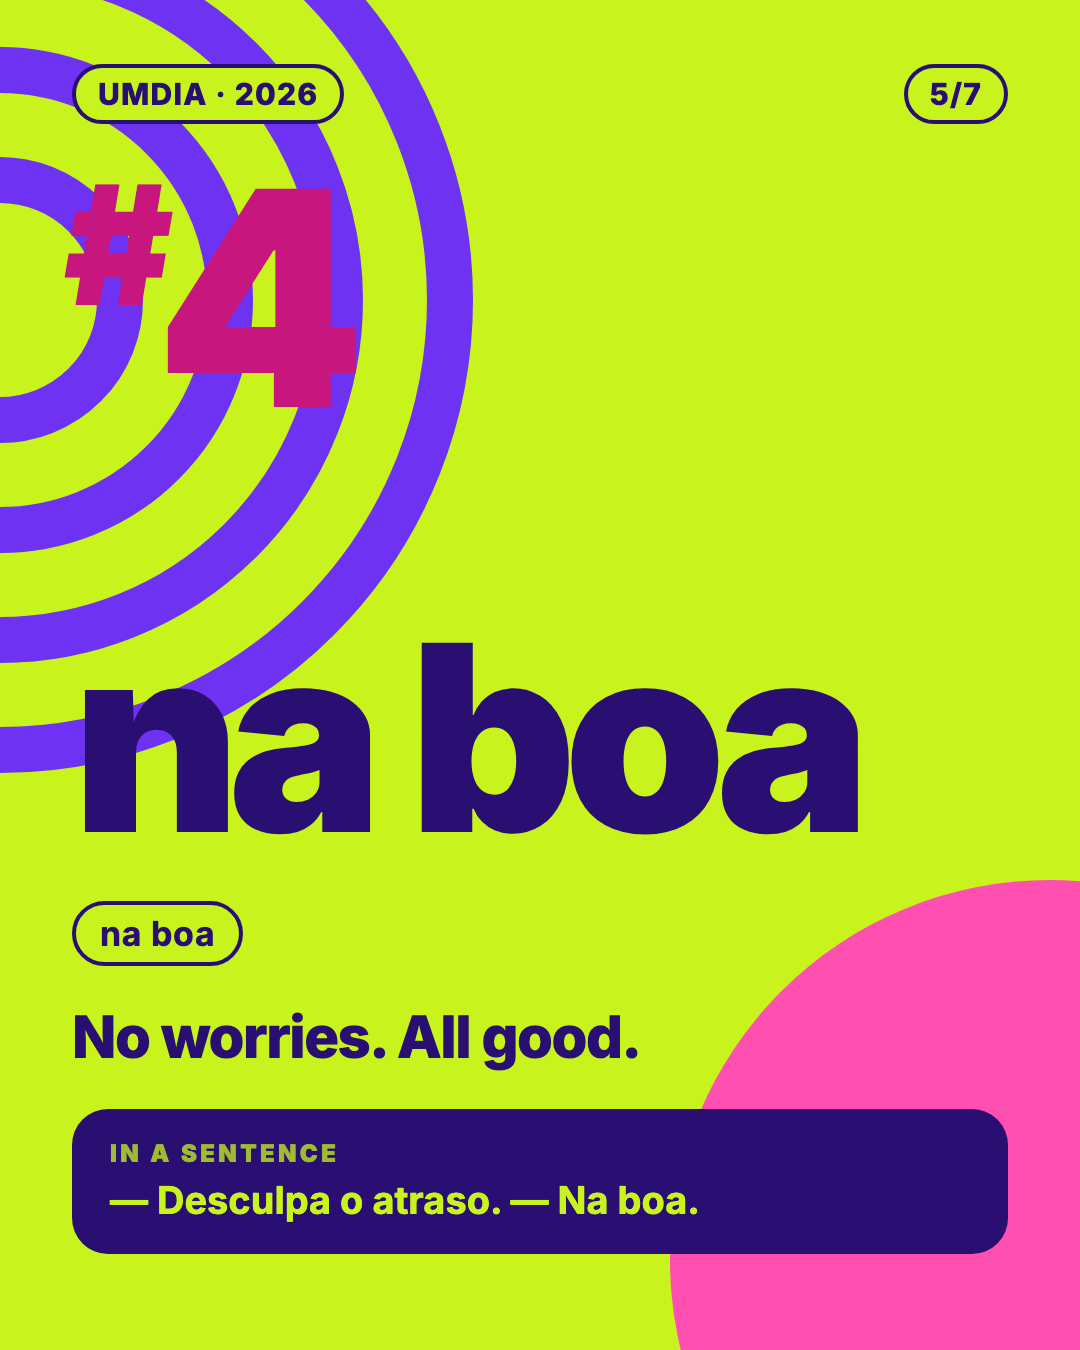 UMDIA · 2026
5/7
#4
na boa
na boa
No worries. All good.
IN A SENTENCE
— Desculpa o atraso. — Na boa.